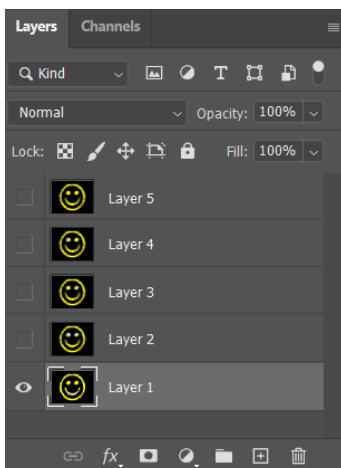 Layers Channels
Kind
Normal Opacity: 100%
Lock: Fill: 100%
Layer 5
Layer 4
Layer 3
Layer 2
Layer 1
fx